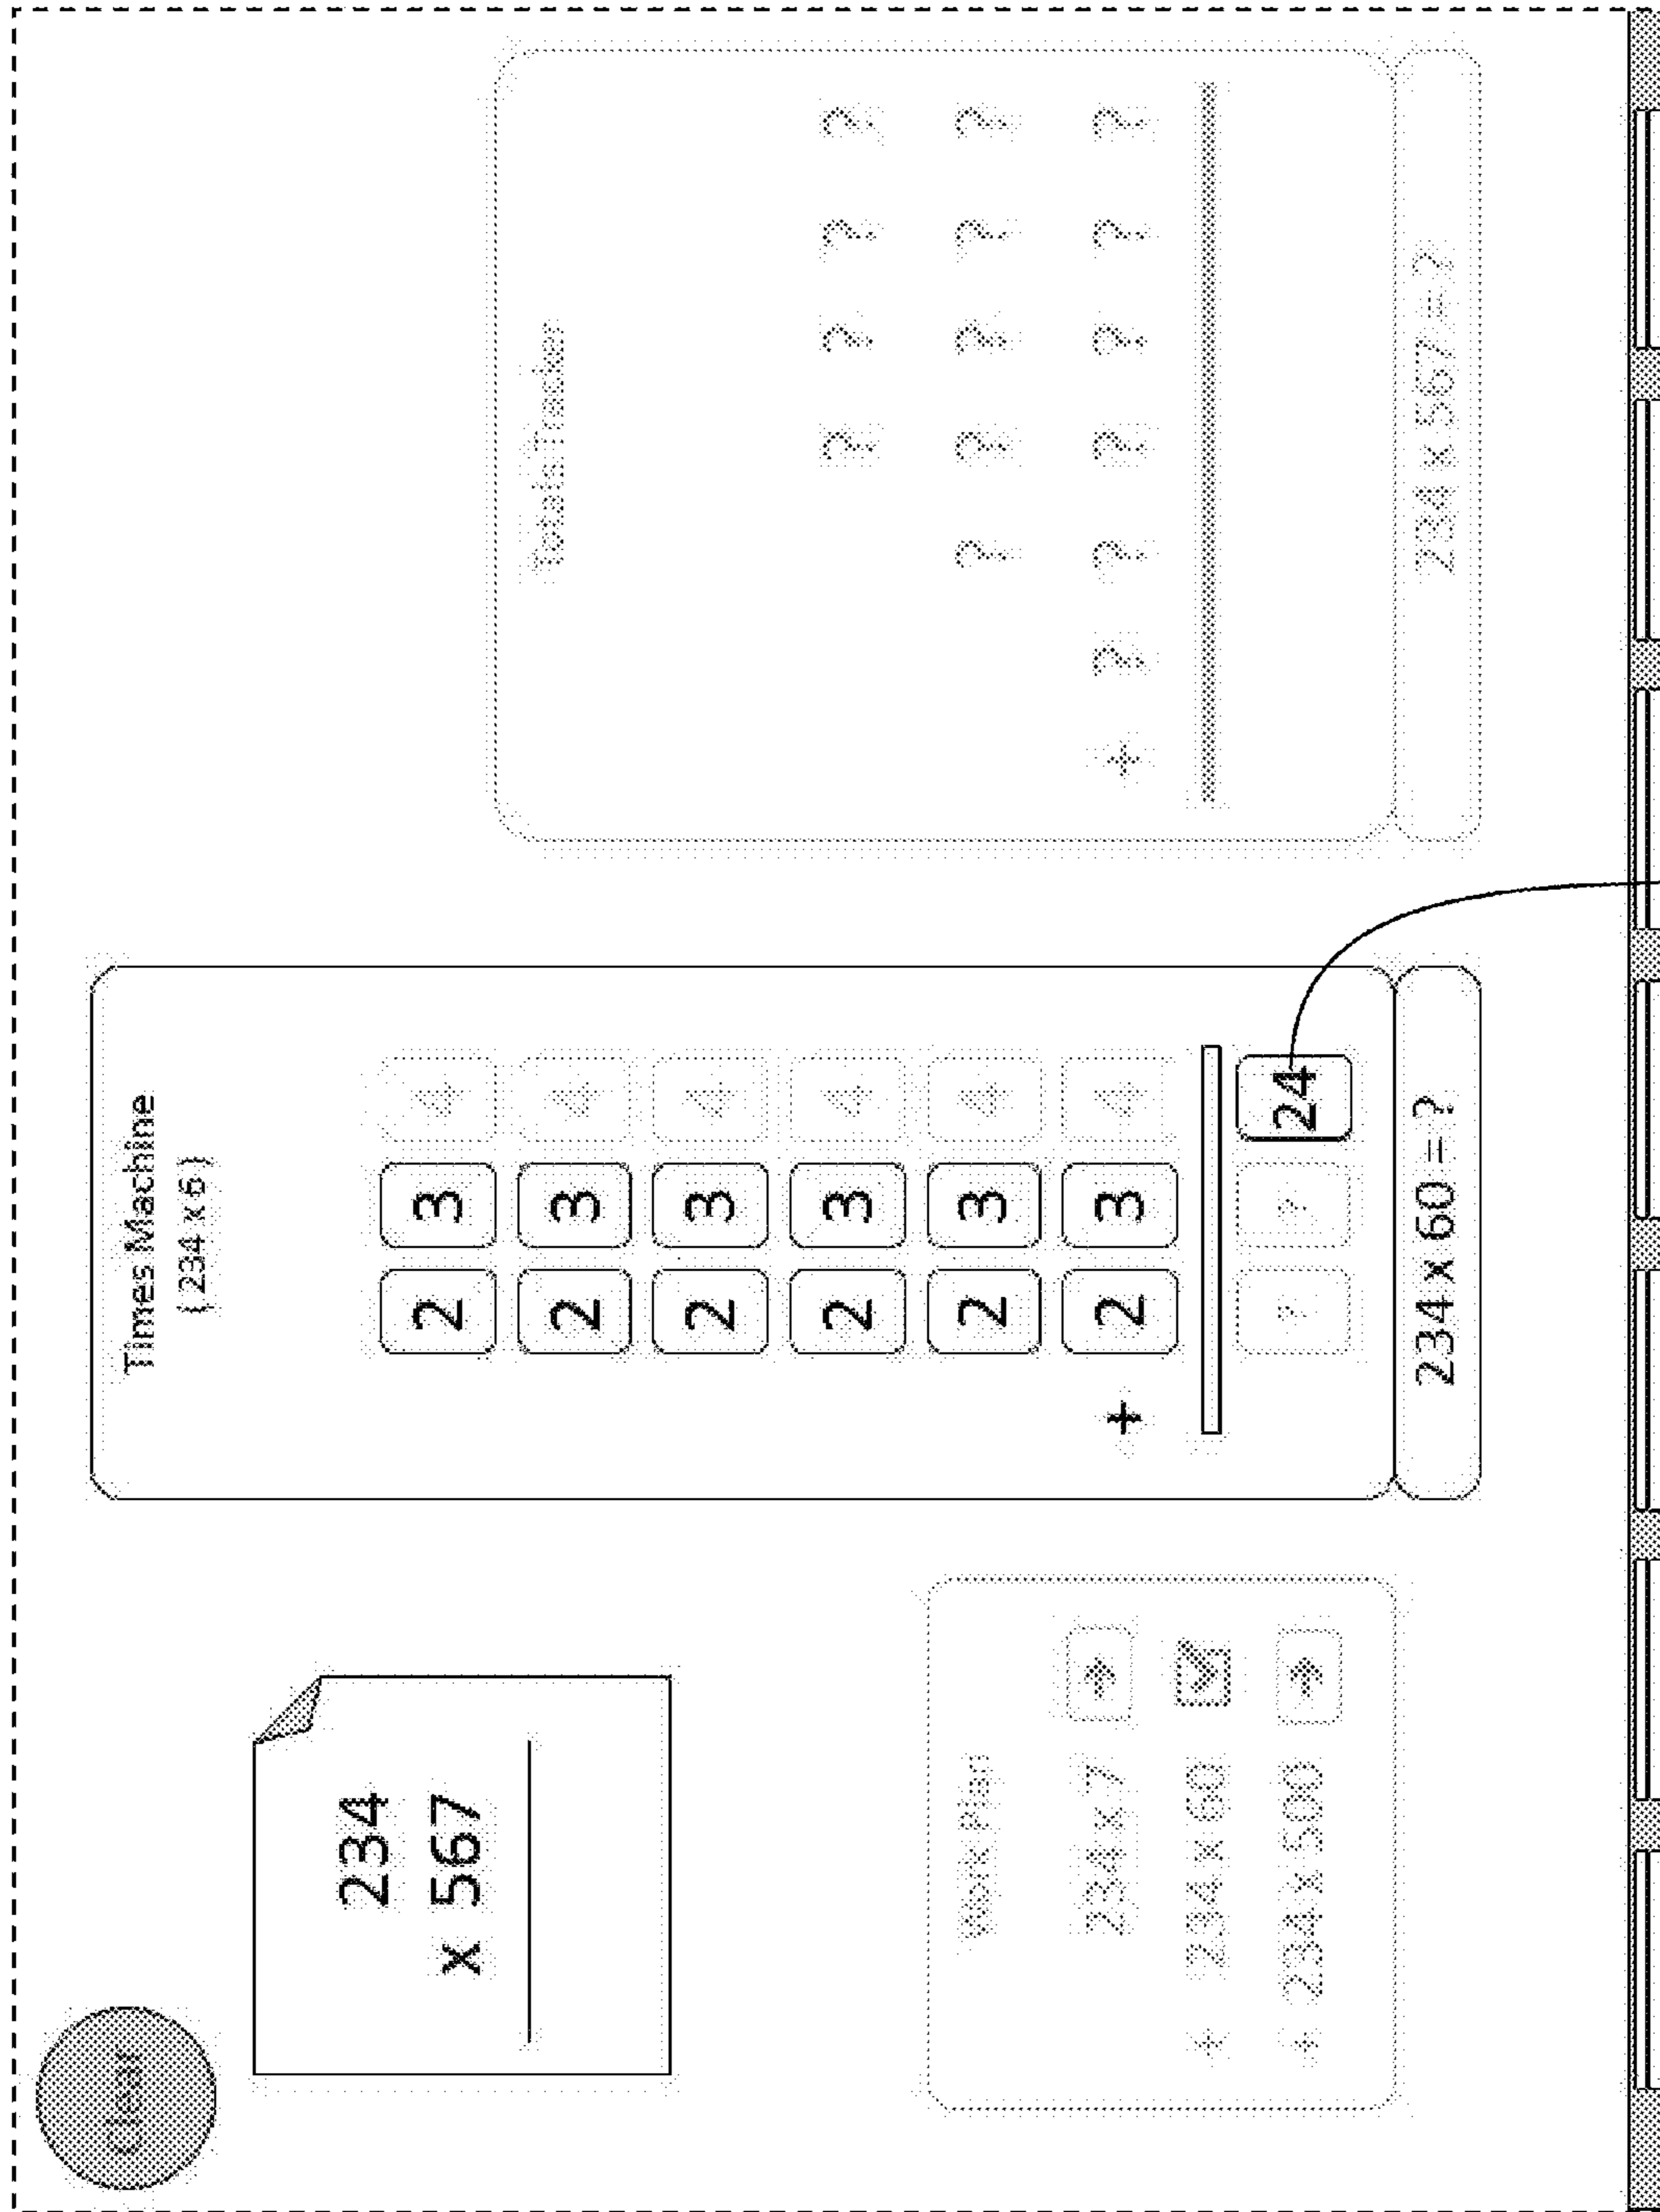 Clear
234
x 567
Work Plan
234 x 7
+ 234 x 60
+ 234 x 500
Times Machine
( 234 x 6 )
2 3 4
2 3 4
2 3 4
2 3 4
2 3 4
+ 2 3 4
? ? 24
234 x 60 = ?
Totals Tracker
? ? ? ?
? ? ? ? ?
+ ? ? ? ? ? ?
234 x 567 = ?